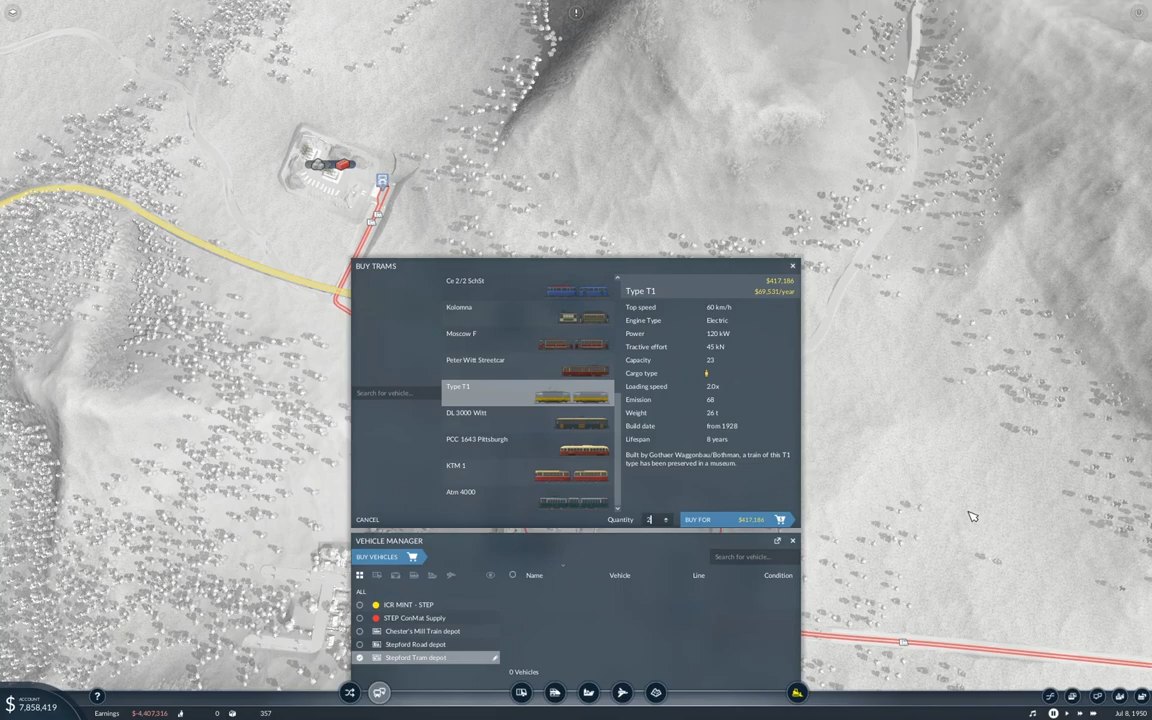 BUY TRAMS
Ce 2/2 SchSt
Kolomna
Moscow F
Peter Witt Streetcar
Search for vehicle...
Type T1
DL 3000 Witt
PCC 1643 Pittsburgh
KTM 1
Atm 4000
$417,186
Type T1
$69,531/year
Top speed 60 km/h
Engine Type Electric
Power 120 kW
Tractive effort 45 kN
Capacity 23
Cargo type
Loading speed 2.0x
Emission 68
Weight 26 t
Build date from 1928
Lifespan 8 years
Built by Gothaer Waggonbau/Bothman, a train of this T1
type has been preserved in a museum.
CANCEL Quantity 2 BUY FOR $417,186
VEHICLE MANAGER
BUY VEHICLES Search for vehicle...
Name Vehicle Line Condition
ALL
ICR MINT - STEP
STEP ConMat Supply
Chester's Mill Train depot
Stepford Road depot
Stepford Tram depot
0 Vehicles
$ ACCOUNT
7,858,419
?
Earnings $-4,407,316 0 357 Jul 8, 1950